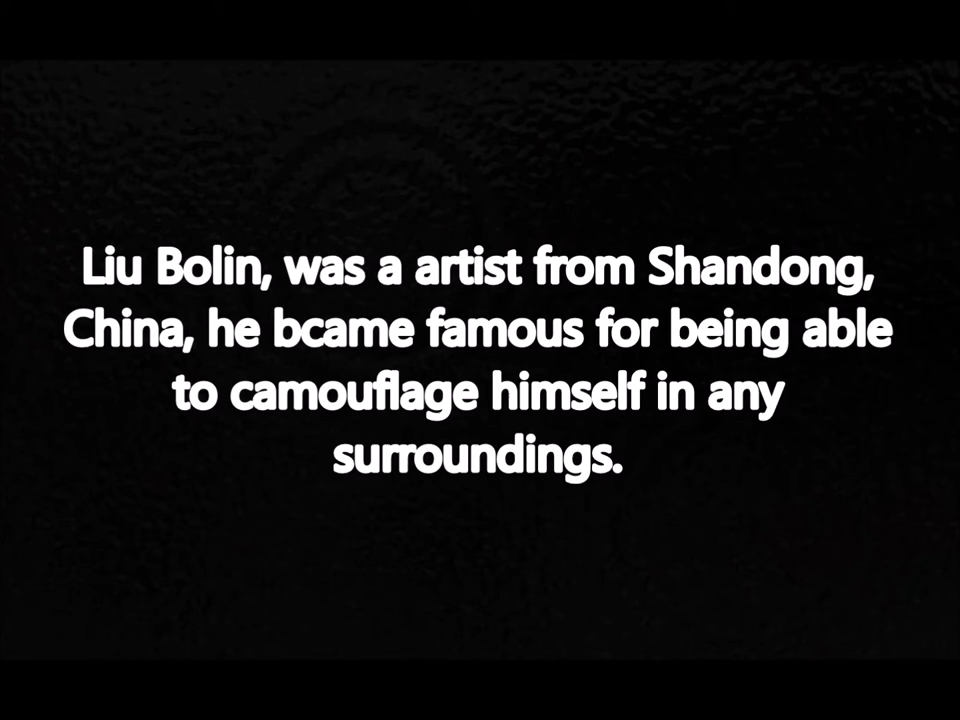 Liu Bolin, was a artist from Shandong,
China, he bcame famous for being able
to camouflage himself in any
surroundings.